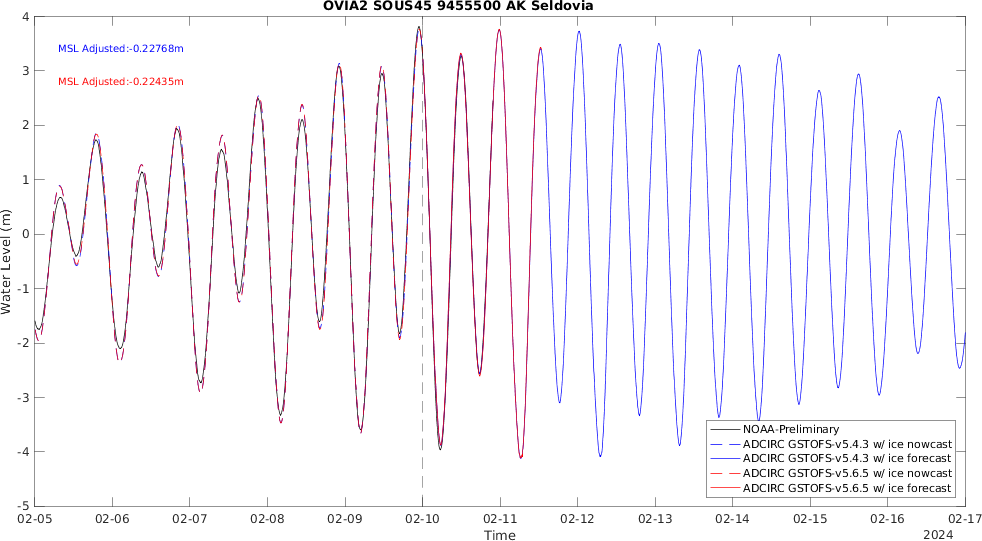 OVIA2 SOUS45 9455500 AK Seldovia
MSL Adjusted:-0.22768m
MSL Adjusted:-0.22435m
4
3
2
1
0
-1
-2
-3
-4
-5
Water Level (m)
NOAA-Preliminary
ADCIRC GSTOFS-v5.4.3 w/ ice nowcast
ADCIRC GSTOFS-v5.4.3 w/ ice forecast
ADCIRC GSTOFS-v5.6.5 w/ ice nowcast
ADCIRC GSTOFS-v5.6.5 w/ ice forecast
02-05 02-06 02-07 02-08 02-09 02-10 02-11 02-12 02-13 02-14 02-15 02-16 02-17
Time
2024